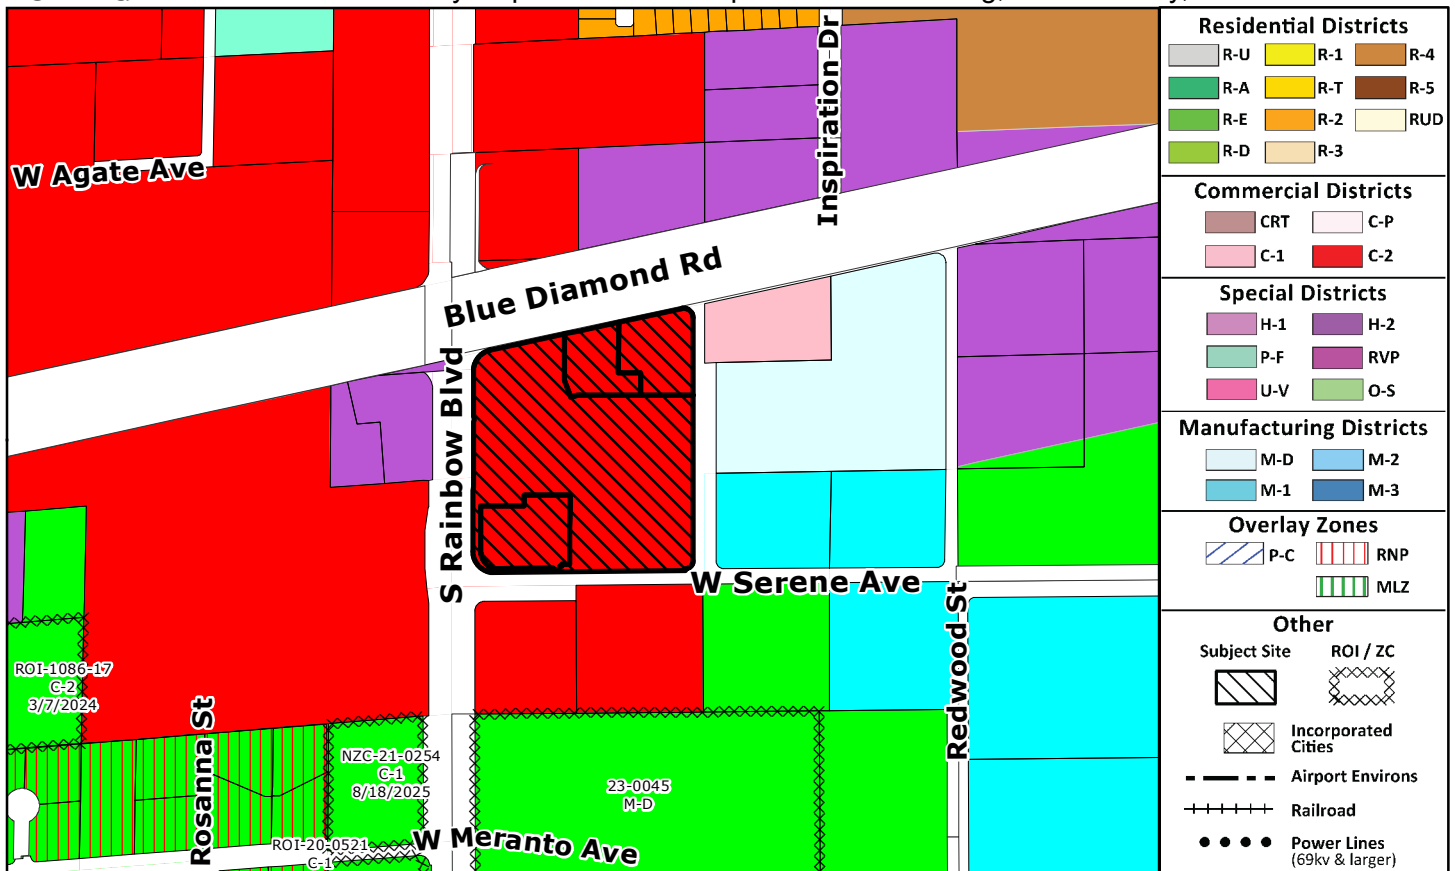 Inspiration Dr
W Agate Ave
Blue Diamond Rd
S Rainbow Blvd
W Serene Ave
Redwood St
ROI-1086-17
C-2
3/7/2024
Rosanna St
NZC-21-0254
C-1
8/18/2025
23-0045
M-D
ROI-20-0521
C-1
W Meranto Ave
Residential Districts
R-U R-1 R-4
R-A R-T R-5
R-E R-2 RUD
R-D R-3
Commercial Districts
CRT C-P
C-1 C-2
Special Districts
H-1 H-2
P-F RVP
U-V O-S
Manufacturing Districts
M-D M-2
M-1 M-3
Overlay Zones
P-C RNP
MLZ
Other
Subject Site ROI / ZC
Incorporated
Cities
Airport Environs
Railroad
Power Lines
(69kv & larger)